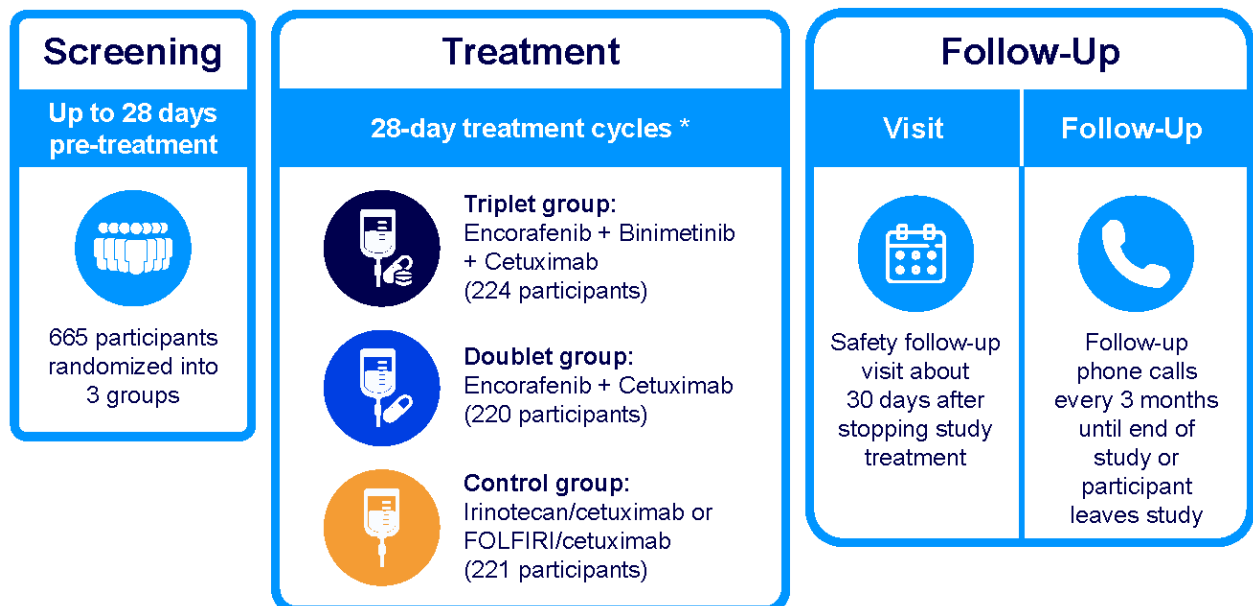 Screening
Up to 28 days
pre-treatment
665 participants
randomized into
3 groups
Treatment
28-day treatment cycles *
Triplet group:
Encorafenib + Binimetinib
+ Cetuximab
(224 participants)
Doublet group:
Encorafenib + Cetuximab
(220 participants)
Control group:
Irinotecan/cetuximab or
FOLFIRI/cetuximab
(221 participants)
Follow-Up
Visit
Safety follow-up
visit about
30 days after
stopping study
treatment
Follow-Up
Follow-up
phone calls
every 3 months
until end of
study or
participant
leaves study